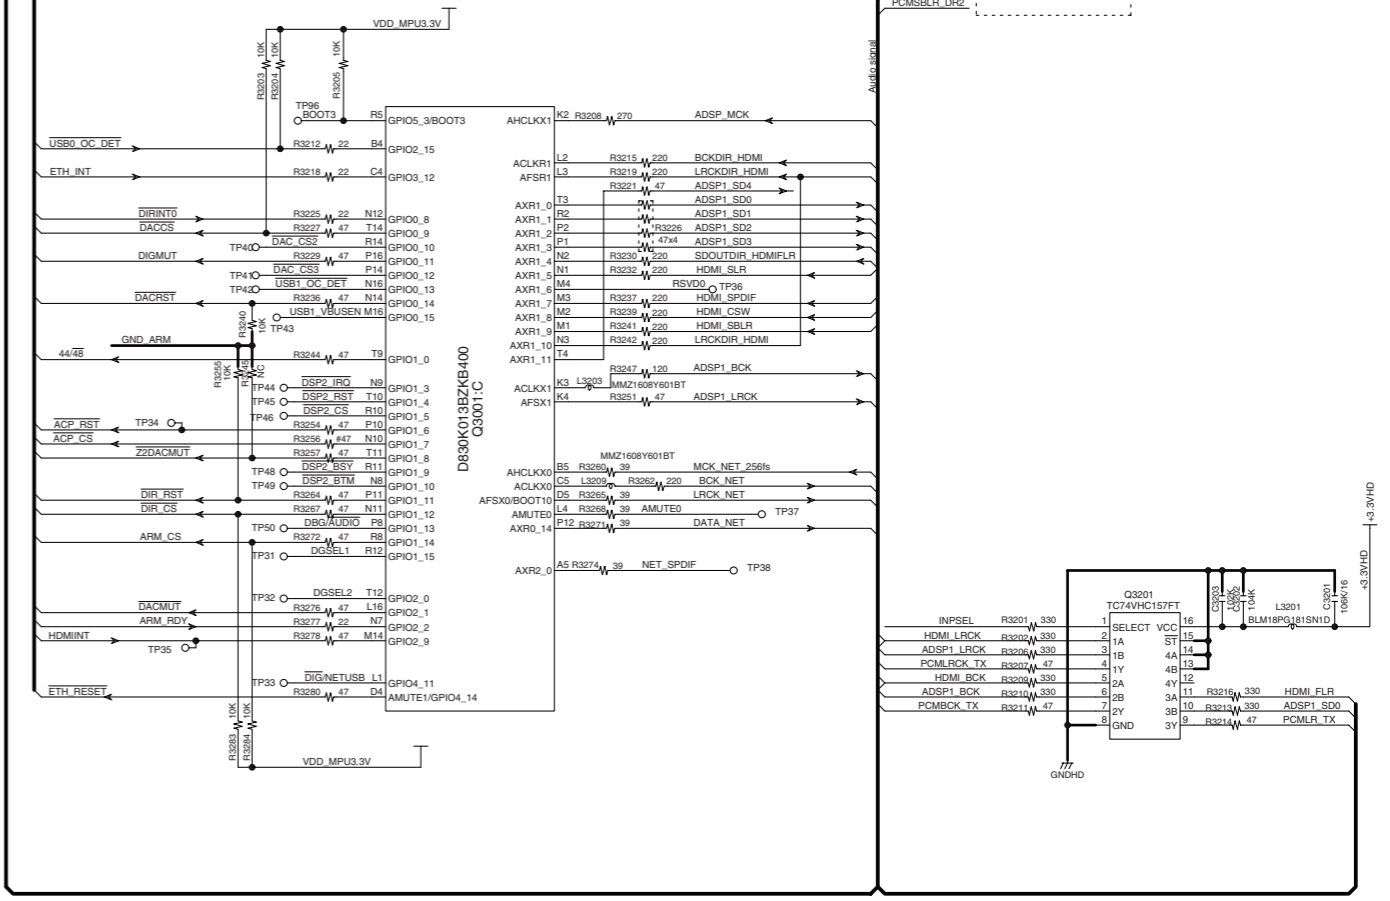 PCMSBLR_DR2
VDD_MPU3.3V
10K
10K
10K
R3203
R3204
R3205
Audio signal
TP96
BOOT3
R5
GPIO5_3/BOOT3
AHCLKX1
K2
R3208
270
ADSP_MCK
USB0_OC_DET
R3212
22
B4
GPIO2_15
ETH_INT
R3218
22
C4
GPIO3_12
ACLKR1
L2
R3215
220
BCKDIR_HDMI
AFSR1
L3
R3219
220
LRCKDIR_HDMI
R3221
47
ADSP1_SD4
AXR1_0
T3
ADSP1_SD0
DIRINT0
R3225
22
N12
GPIO0_8
AXR1_1
R2
ADSP1_SD1
DACCS
R3227
47
T14
GPIO0_9
AXR1_2
P2
R3226
ADSP1_SD2
TP40
DAC_CS2
R14
GPIO0_10
AXR1_3
P1
47x4
ADSP1_SD3
DIGMUT
R3229
47
P16
GPIO0_11
AXR1_4
N2
R3230
220
SDOUTDIR_HDMIFLR
TP41
DAC_CS3
P14
GPIO0_12
AXR1_5
N1
R3232
220
HDMI_SLR
TP42
USB1_OC_DET
N16
GPIO0_13
AXR1_6
M4
RSVD0
TP36
DACRST
R3236
47
N14
GPIO0_14
AXR1_7
M3
R3237
220
HDMI_SPDIF
TP43
USB1_VBUSEN
M16
GPIO0_15
AXR1_8
M2
R3239
220
HDMI_CSW
R3240
10K
AXR1_9
M1
R3241
220
HDMI_SBLR
GND_ARM
AXR1_10
N3
R3242
220
LRCKDIR_HDMI
44/48
R3244
47
T9
GPIO1_0
AXR1_11
T4
R3255
10K
R3245
NC
D830K013BZKB400
Q3001:C
R3247
120
ADSP1_BCK
TP44
DSP2_IRQ
N9
GPIO1_3
ACLKX1
K3
L3203
MMZ1608Y601BT
TP45
DSP2_RST
T10
GPIO1_4
AFSX1
K4
R3251
47
ADSP1_LRCK
TP46
DSP2_CS
R10
GPIO1_5
ACP_RST
TP34
R3254
47
P10
GPIO1_6
ACP_CS
R3256
#47
N10
GPIO1_7
Z2DACMUT
R3257
47
T11
GPIO1_8
MMZ1608Y601BT
TP48
DSP2_BSY
R11
GPIO1_9
AHCLKX0
B5
R3260
39
MCK_NET_256fs
TP49
DSP2_BTM
N8
GPIO1_10
ACLKX0
C5
L3209
R3262
220
BCK_NET
DIR_RST
R3264
47
P11
GPIO1_11
AFSX0/BOOT10
D5
R3265
39
LRCK_NET
DIR_CS
R3267
47
N11
GPIO1_12
AMUTE0
L4
R3268
39
AMUTE0
TP37
TP50
DBG/AUDIO
P8
GPIO1_13
AXR0_14
P12
R3271
39
DATA_NET
ARM_CS
R3272
47
R8
GPIO1_14
TP31
DGSEL1
R12
GPIO1_15
AXR2_0
A5
R3274
39
NET_SPDIF
TP38
TP32
DGSEL2
T12
GPIO2_0
DACMUT
R3276
47
L16
GPIO2_1
ARM_RDY
R3277
22
N7
GPIO2_2
HDMIINT
TP35
R3278
47
M14
GPIO2_9
TP33
DIG/NETUSB
L1
GPIO4_11
ETH_RESET
R3280
47
D4
AMUTE1/GPIO4_14
10K
10K
R3283
R3284
VDD_MPU3.3V
+3.3VHD
+3.3VHD
Q3201
TC74VHC157FT
C3203
102K
C3202
104K
C3201
106K/16
L3201
BLM18PG181SN1D
INPSEL
R3201
330
1
SELECT
VCC
16
HDMI_LRCK
R3202
330
2
1A
ST
15
ADSP1_LRCK
R3206
330
3
1B
4A
14
PCMLRCK_TX
R3207
47
4
1Y
4B
13
HDMI_BCK
R3209
330
5
2A
4Y
12
ADSP1_BCK
R3210
330
6
2B
3A
11
R3216
330
HDMI_FLR
PCMBCK_TX
R3211
47
7
2Y
3B
10
R3213
330
ADSP1_SD0
8
GND
3Y
9
R3214
47
PCMLR_TX
GNDHD